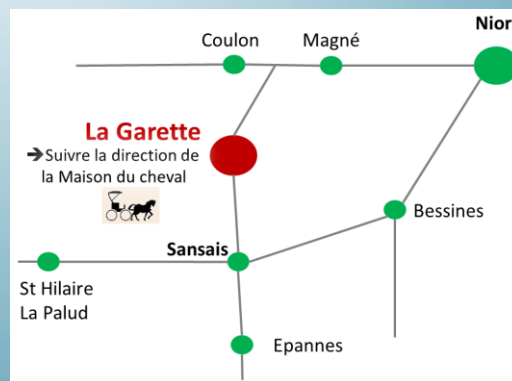 Nior
Coulon
Magné
La Garette
➔Suivre la direction de
la Maison du cheval
Bessines
Sansais
St Hilaire
La Palud
Epannes